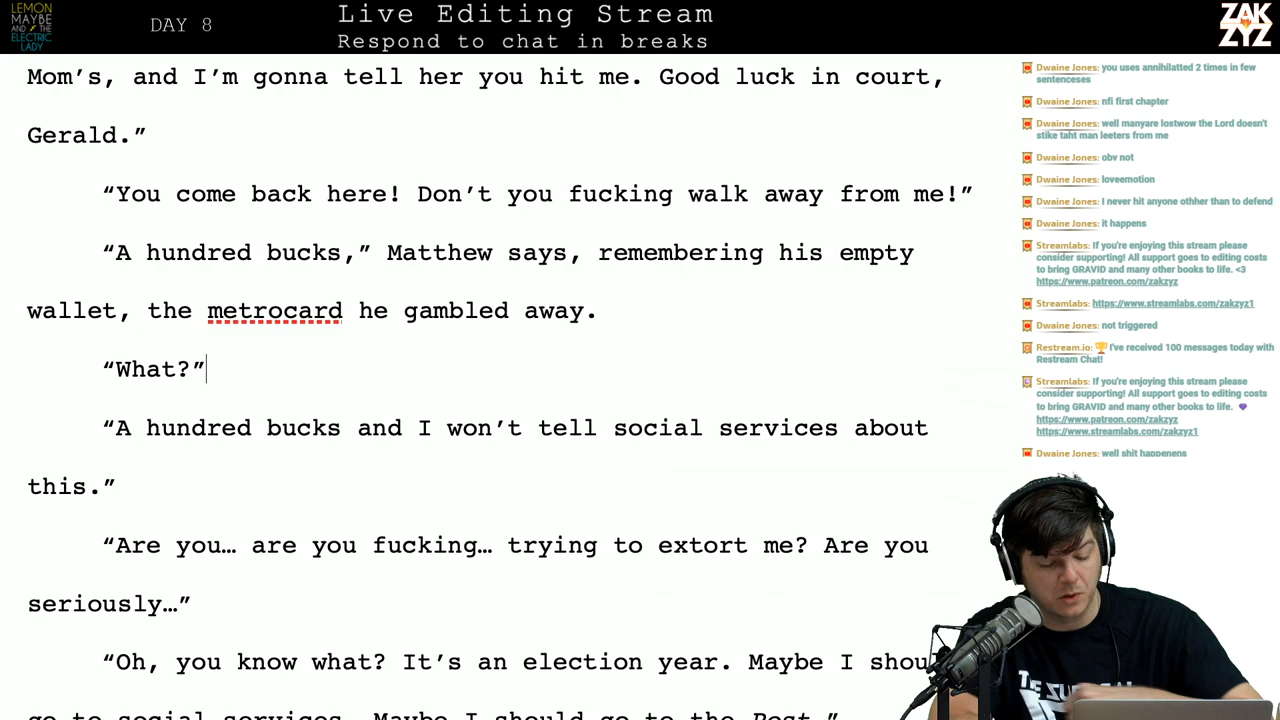 LEMON
MAYBE
AND THE
ELECTRIC
LADY
DAY 8
Live Editing Stream
Respond to chat in breaks
ZAK
ZYZ
Mom’s, and I’m gonna tell her you hit me. Good luck in court,
Gerald.”
“You come back here! Don’t you fucking walk away from me!”
“A hundred bucks,” Matthew says, remembering his empty
wallet, the metrocard he gambled away.
“What?”
“A hundred bucks and I won’t tell social services about
this.”
“Are you… are you fucking… trying to extort me? Are you
seriously…”
“Oh, you know what? It’s an election year. Maybe I shou
go to social services. Maybe I should go to the Post.”
Dwaine Jones: you uses annihilatted 2 times in few
sentenceses
Dwaine Jones: nfi first chapter
Dwaine Jones: well manyare lostwow the Lord doesn't
stike taht man leeters from me
Dwaine Jones: obv not
Dwaine Jones: loveemotion
Dwaine Jones: I never hit anyone othher than to defend
Dwaine Jones: it happens
Streamlabs: If you're enjoying this stream please
consider supporting! All support goes to editing costs
to bring GRAVID and many other books to life. <3
https://www.patreon.com/zakzyz
Streamlabs: https://www.streamlabs.com/zakzyz1
Dwaine Jones: not triggered
Restream.io: 🏆 I've received 100 messages today with
Restream Chat!
Streamlabs: If you're enjoying this stream please
consider supporting! All support goes to editing costs
to bring GRAVID and many other books to life. 💜
https://www.patreon.com/zakzyz
https://www.streamlabs.com/zakzyz1
Dwaine Jones: well shit happenens